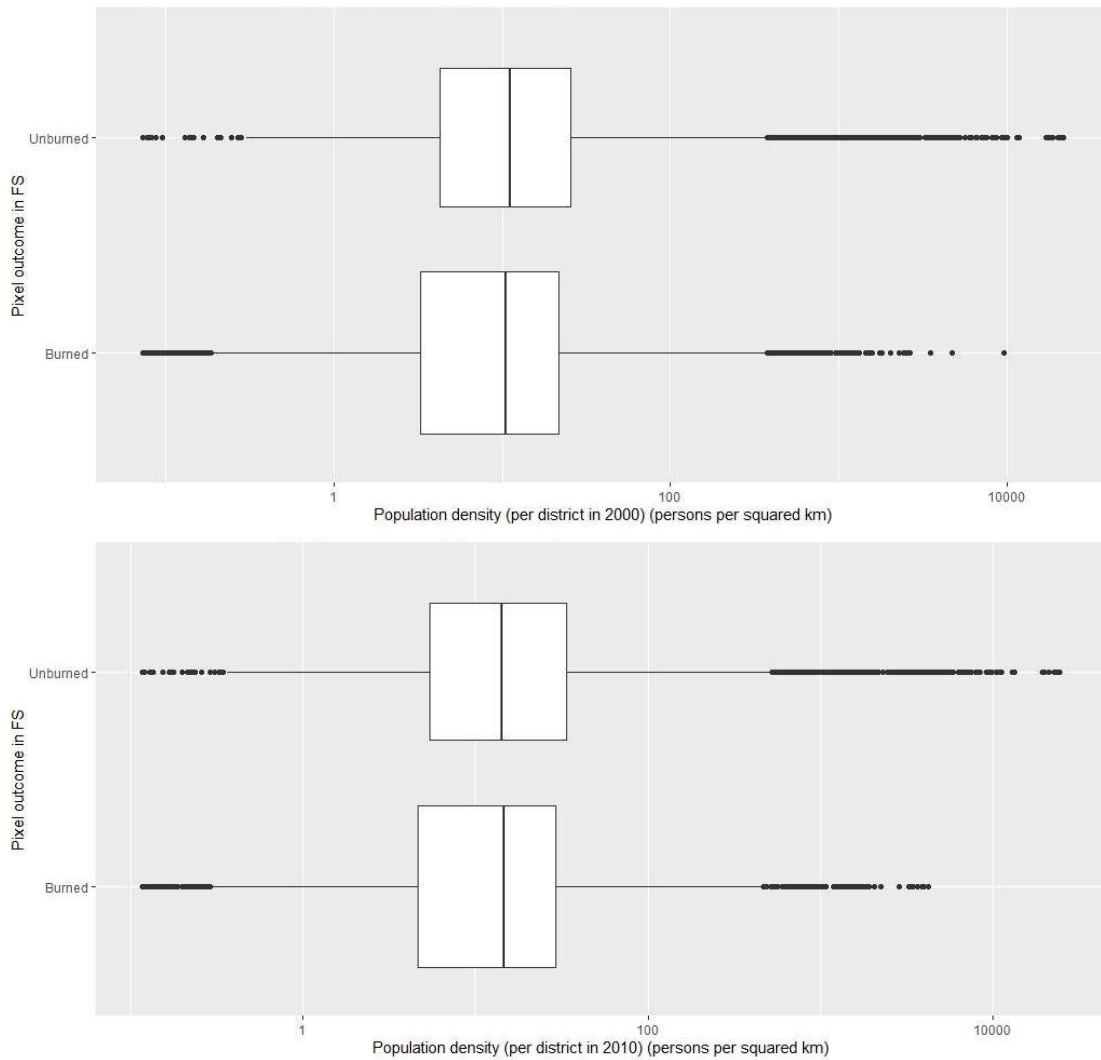 Pixel outcome in FS
Unburned
Burned
1
100
10000
Population density (per district in 2000) (persons per squared km)
Pixel outcome in FS
Unburned
Burned
1
100
10000
Population density (per district in 2010) (persons per squared km)